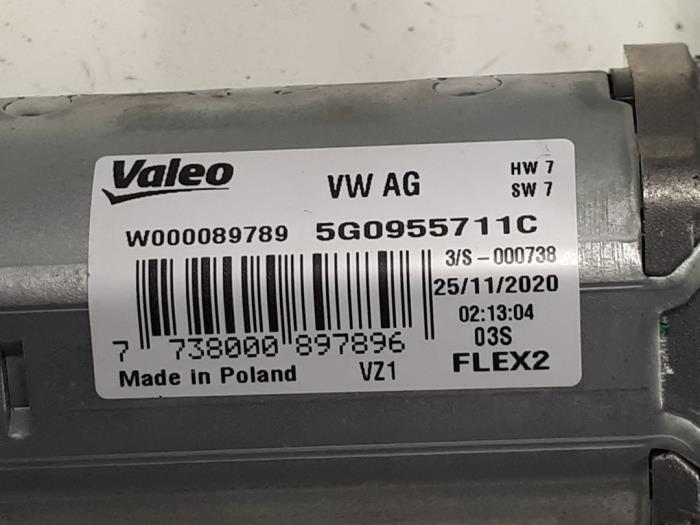 Valeo
VW AG
HW 7
SW 7
W000089789 5G0955711C
3/S-000738
25/11/2020
02:13:04
03S
7 738000 897896
Made in Poland VZ1 FLEX2